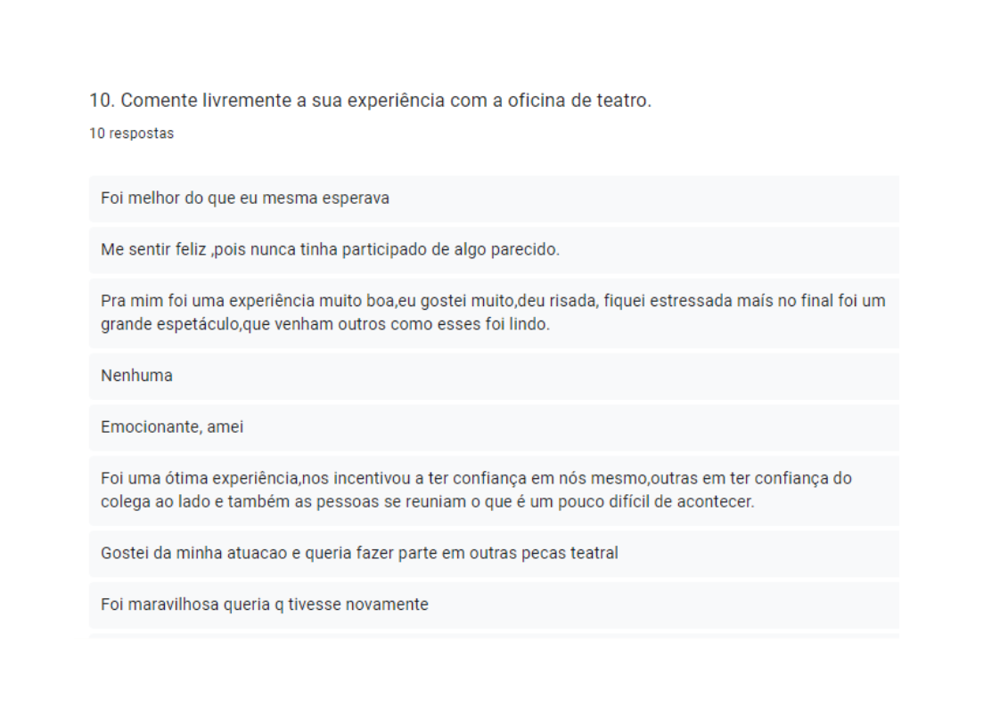 10. Comente livremente a sua experiência com a oficina de teatro.
10 respostas
Foi melhor do que eu mesma esperava
Me sentir feliz ,pois nunca tinha participado de algo parecido.
Pra mim foi uma experiência muito boa,eu gostei muito,deu risada, fiquei estressada maís no final foi um
grande espetáculo,que venham outros como esses foi lindo.
Nenhuma
Emocionante, amei
Foi uma ótima experiência,nos incentivou a ter confiança em nós mesmo,outras em ter confiança do
colega ao lado e também as pessoas se reuniam o que é um pouco difícil de acontecer.
Gostei da minha atuacao e queria fazer parte em outras pecas teatral
Foi maravilhosa queria q tivesse novamente